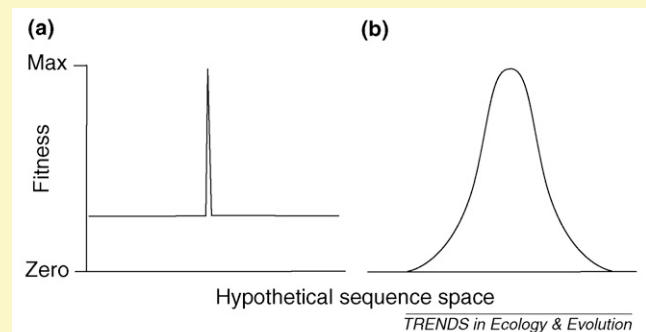 (a)
(b)
Max
Fitness
Zero
Hypothetical sequence space
TRENDS in Ecology & Evolution